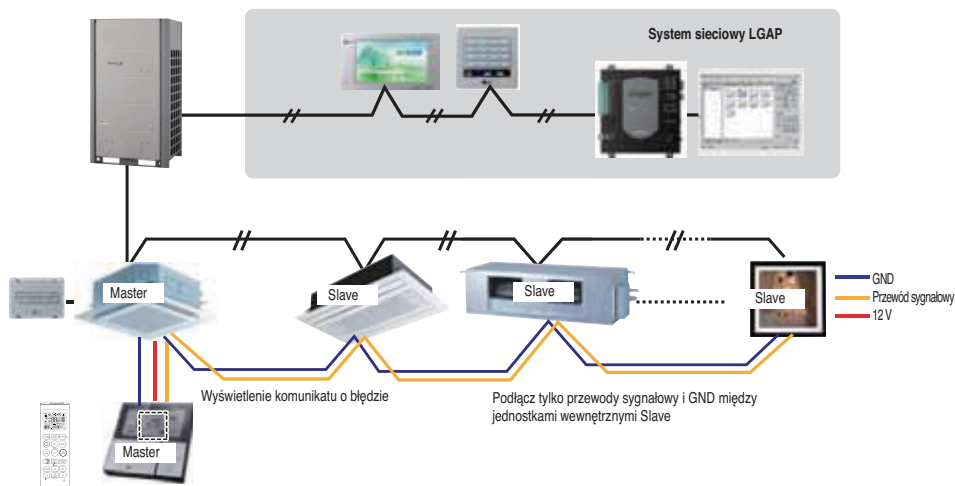 System sieciowy LGAP
Master
Slave
Slave
Slave
GND
Przewód sygnałowy
12 V
Wyświetlenie komunikatu o błędzie
Podłącz tylko przewody sygnałowy i GND między
jednostkami wewnętrznymi Slave
Master